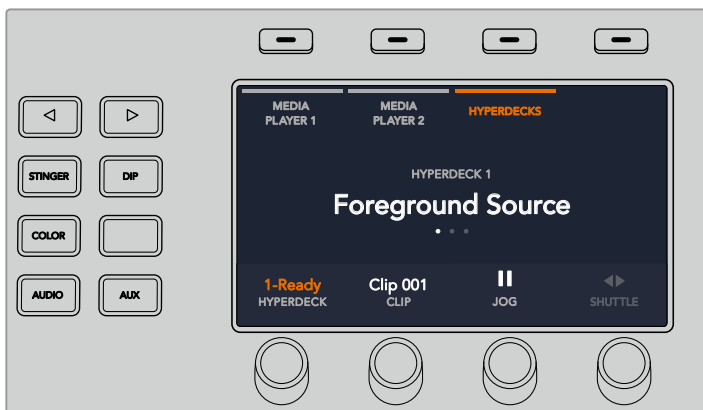 MEDIA
PLAYER 1
MEDIA
PLAYER 2
HYPERDECKS
STINGER
DIP
HYPERDECK 1
Foreground Source
COLOR
AUDIO
AUX
1-Ready
HYPERDECK
Clip 001
CLIP
JOG
SHUTTLE